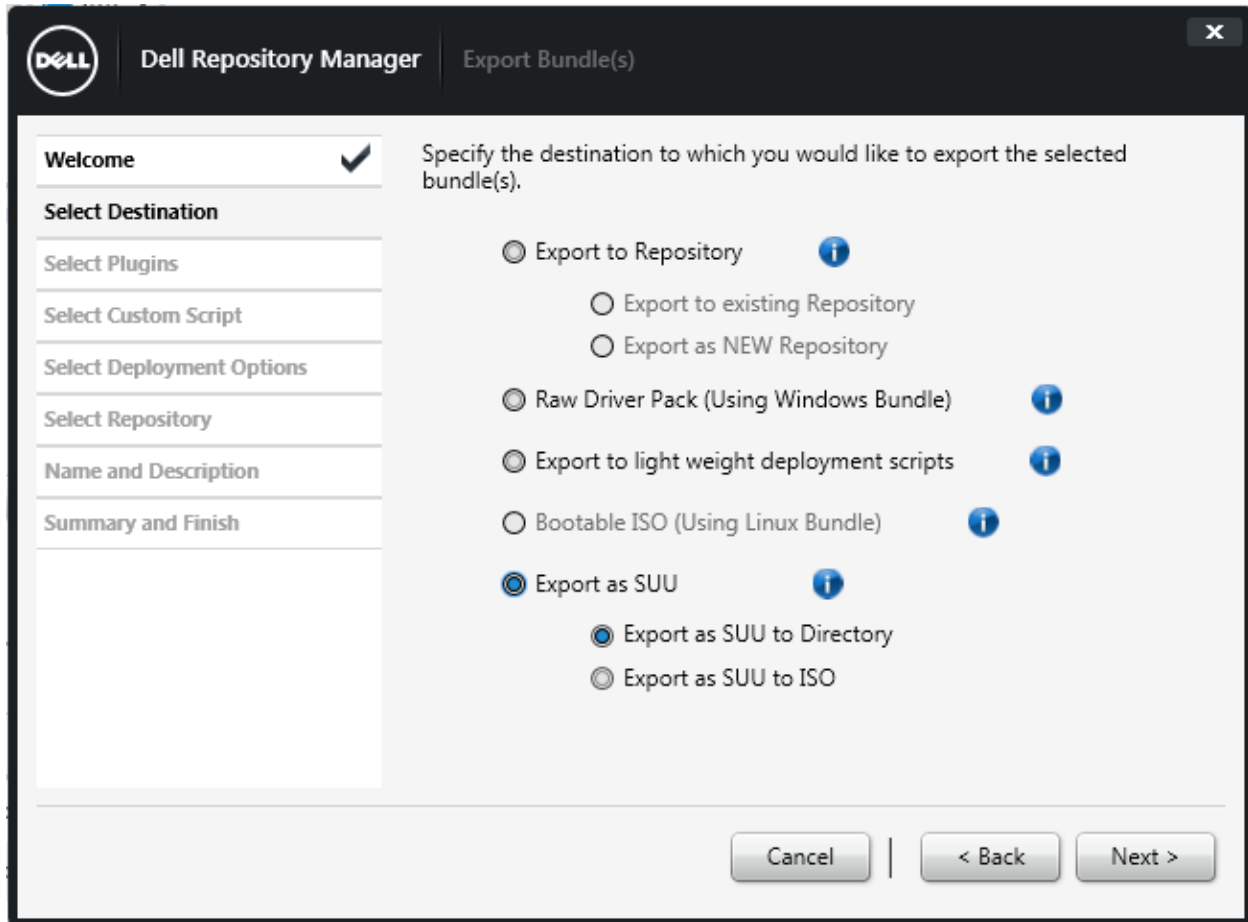 DELL
Dell Repository Manager
Export Bundle(s)
x
Welcome
Select Destination
Select Plugins
Select Custom Script
Select Deployment Options
Select Repository
Name and Description
Summary and Finish
Specify the destination to which you would like to export the selected
bundle(s).
Export to Repository
Export to existing Repository
Export as NEW Repository
Raw Driver Pack (Using Windows Bundle)
Export to light weight deployment scripts
Bootable ISO (Using Linux Bundle)
Export as SUU
Export as SUU to Directory
Export as SUU to ISO
Cancel
< Back
Next >